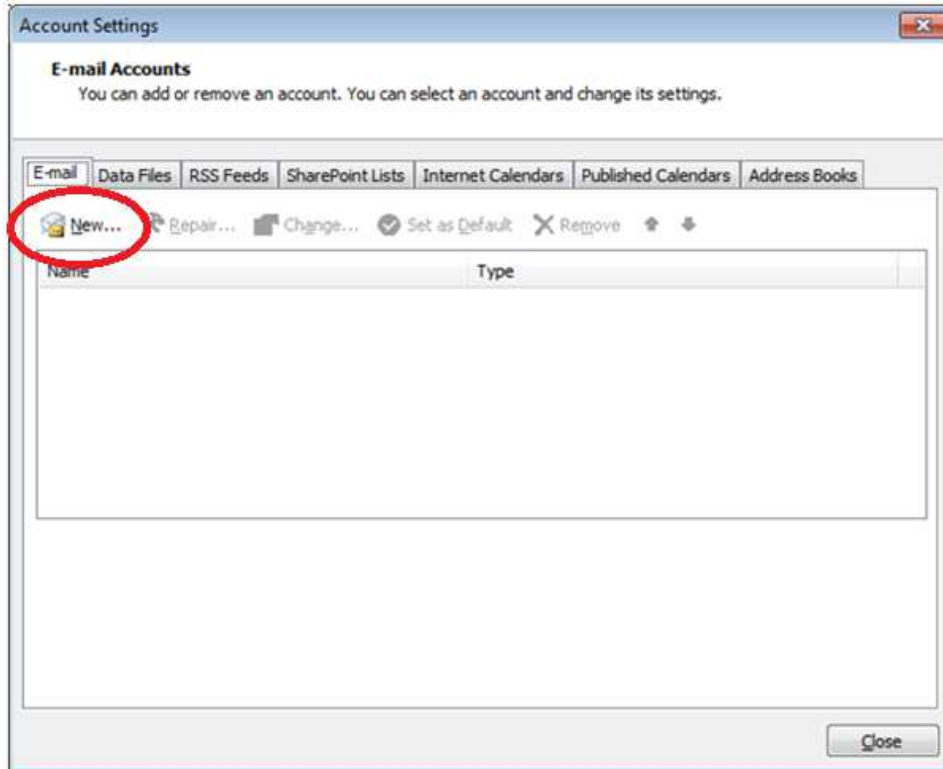 Account Settings
E-mail Accounts
You can add or remove an account. You can select an account and change its settings.
E-mail Data Files RSS Feeds SharePoint Lists Internet Calendars Published Calendars Address Books
New... Repair... Change... Set as Default Remove
Name Type
Close